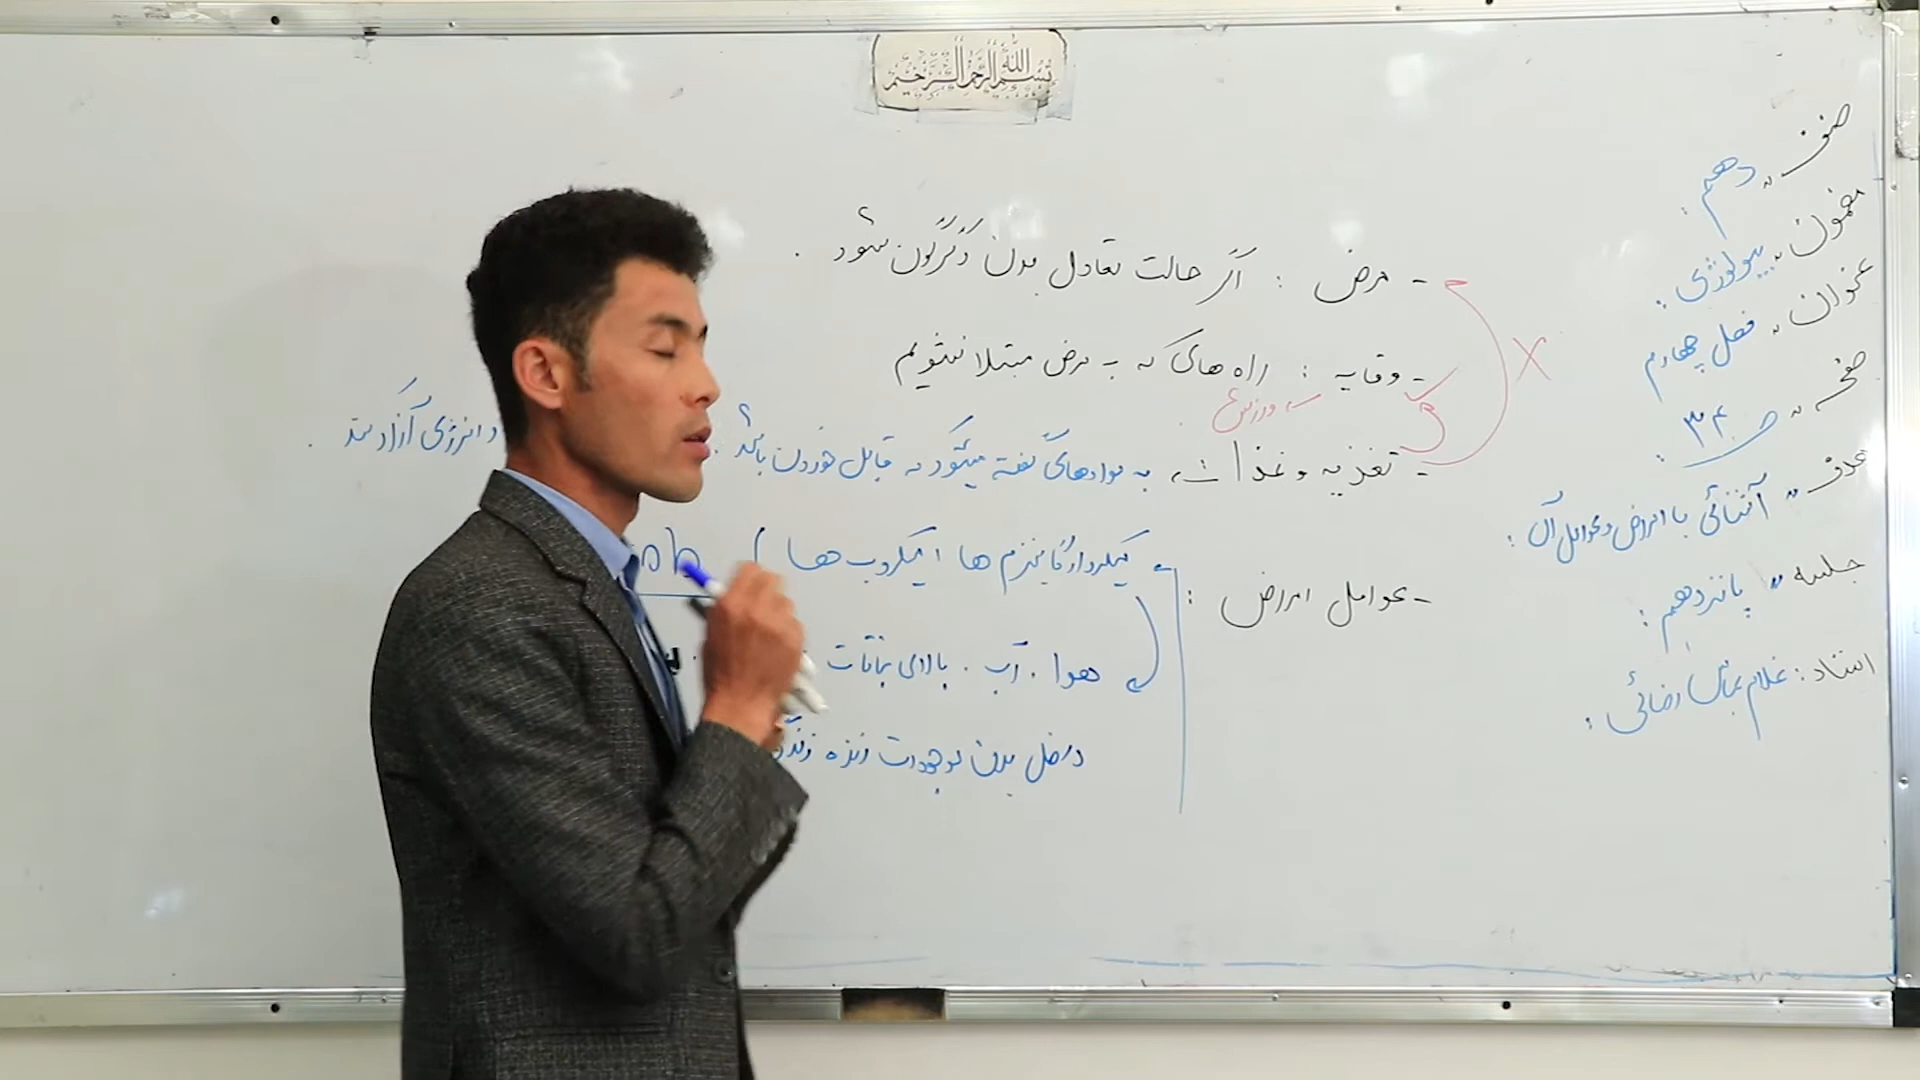 بسم الله الرحمن الرحیم
صنف " دهم :
مضمون " بیولوژی :
عنوان " فصل چهارم
صفحه " ص ۳۴ :
هدف " آشنائی با امراض و عوامل آن :
جلسه " پانزدهم :
استاد : غلام عباس رضائی :
- مرض : اگر حالت تعادل بدن دگرگون شود .
- وقایه : راه های که به مرض مبتلا نشویم
ورزش
- تغذیه و غذا به موادهای گفته میشود که قابل خوردن باشد و انرژی آزاد کند .
- عوامل امراض :
میکروارگانیزم ها / میکروب ها (
هوا . آب . بالای نباتات
داخل بدن موجودات زنده